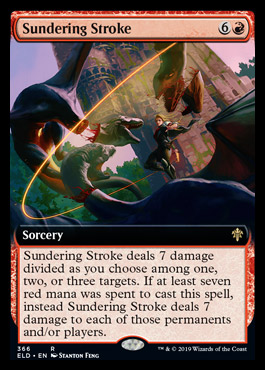 Sundering Stroke 6
Sorcery
Sundering Stroke deals 7 damage
divided as you choose among one,
two, or three targets. If at least seven
red mana was spent to cast this spell,
instead Sundering Stroke deals 7
damage to each of those permanents
and/or players.
366 R
ELD • EN STANTON FENG
™ & © 2019 Wizards of the Coast